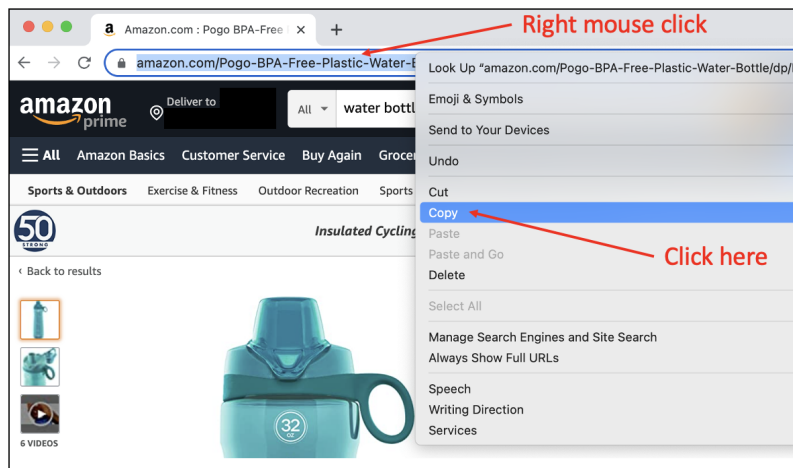 Amazon.com : Pogo BPA-Free
Right mouse click
amazon.com/Pogo-BPA-Free-Plastic-Water-
Look Up “amazon.com/Pogo-BPA-Free-Plastic-Water-Bottle/dp/
amazon
prime
Deliver to
All
water bottl
Emoji & Symbols
Send to Your Devices
All Amazon Basics Customer Service Buy Again Grocer
Undo
Sports & Outdoors Exercise & Fitness Outdoor Recreation Sports
Cut
Copy
50
STRONG
Insulated Cycling
Paste
Paste and Go
Click here
‹ Back to results
Delete
Select All
Manage Search Engines and Site Search
Always Show Full URLs
Speech
32
OZ
Writing Direction
6 VIDEOS
Services